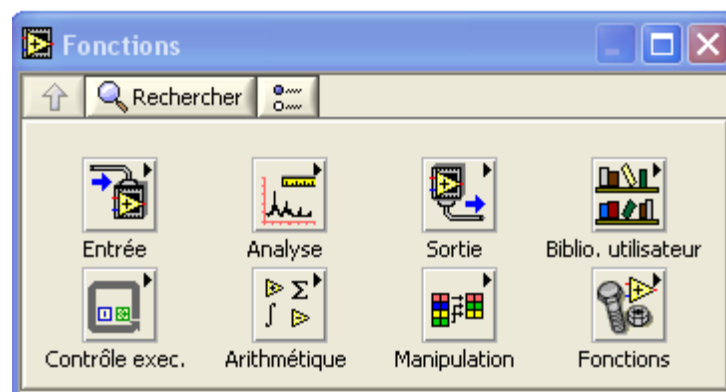 Fonctions
Rechercher
Entrée Analyse Sortie Biblio. utilisateur
Contrôle exec. Arithmétique Manipulation Fonctions